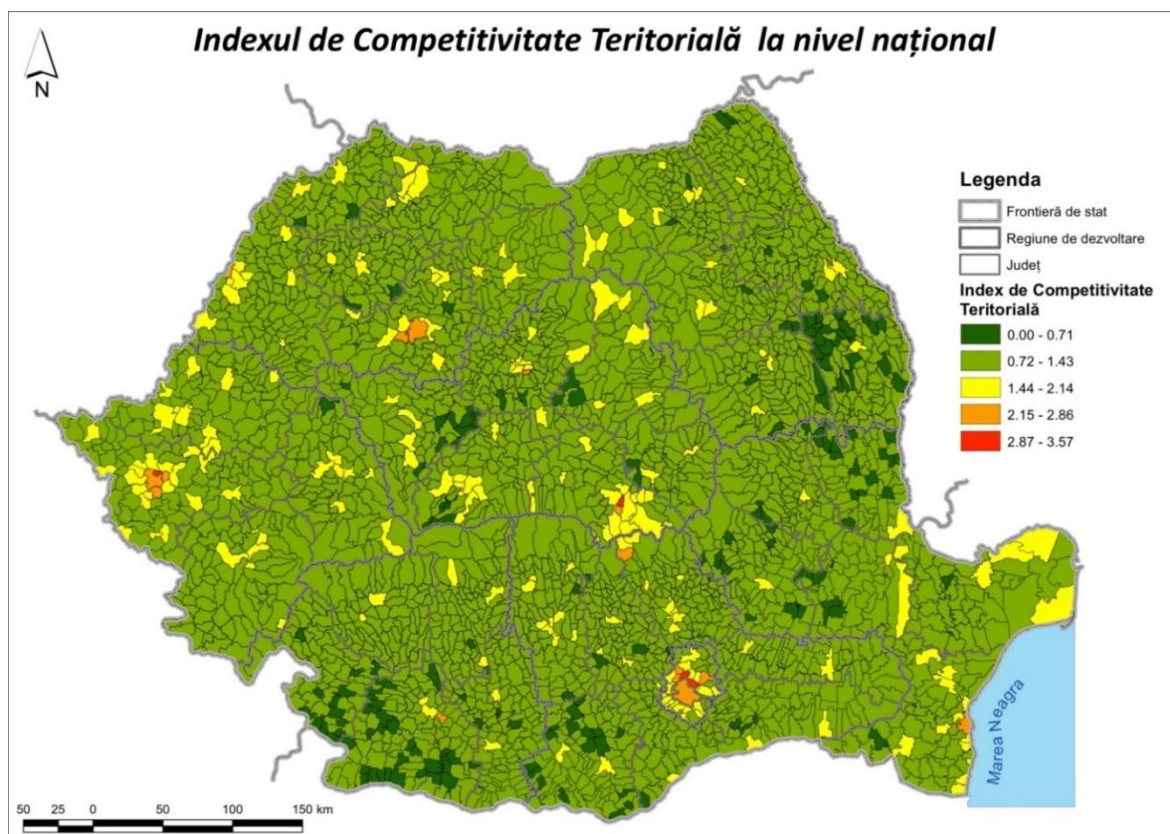 Indexul de Competitivitate Teritorială la nivel național
N
Legenda
Frontieră de stat
Regiune de dezvoltare
Județ
Index de Competitivitate
Teritorială
0.00 - 0.71
0.72 - 1.43
1.44 - 2.14
2.15 - 2.86
2.87 - 3.57
Marea Neagra
50 25 0 50 100 150 km